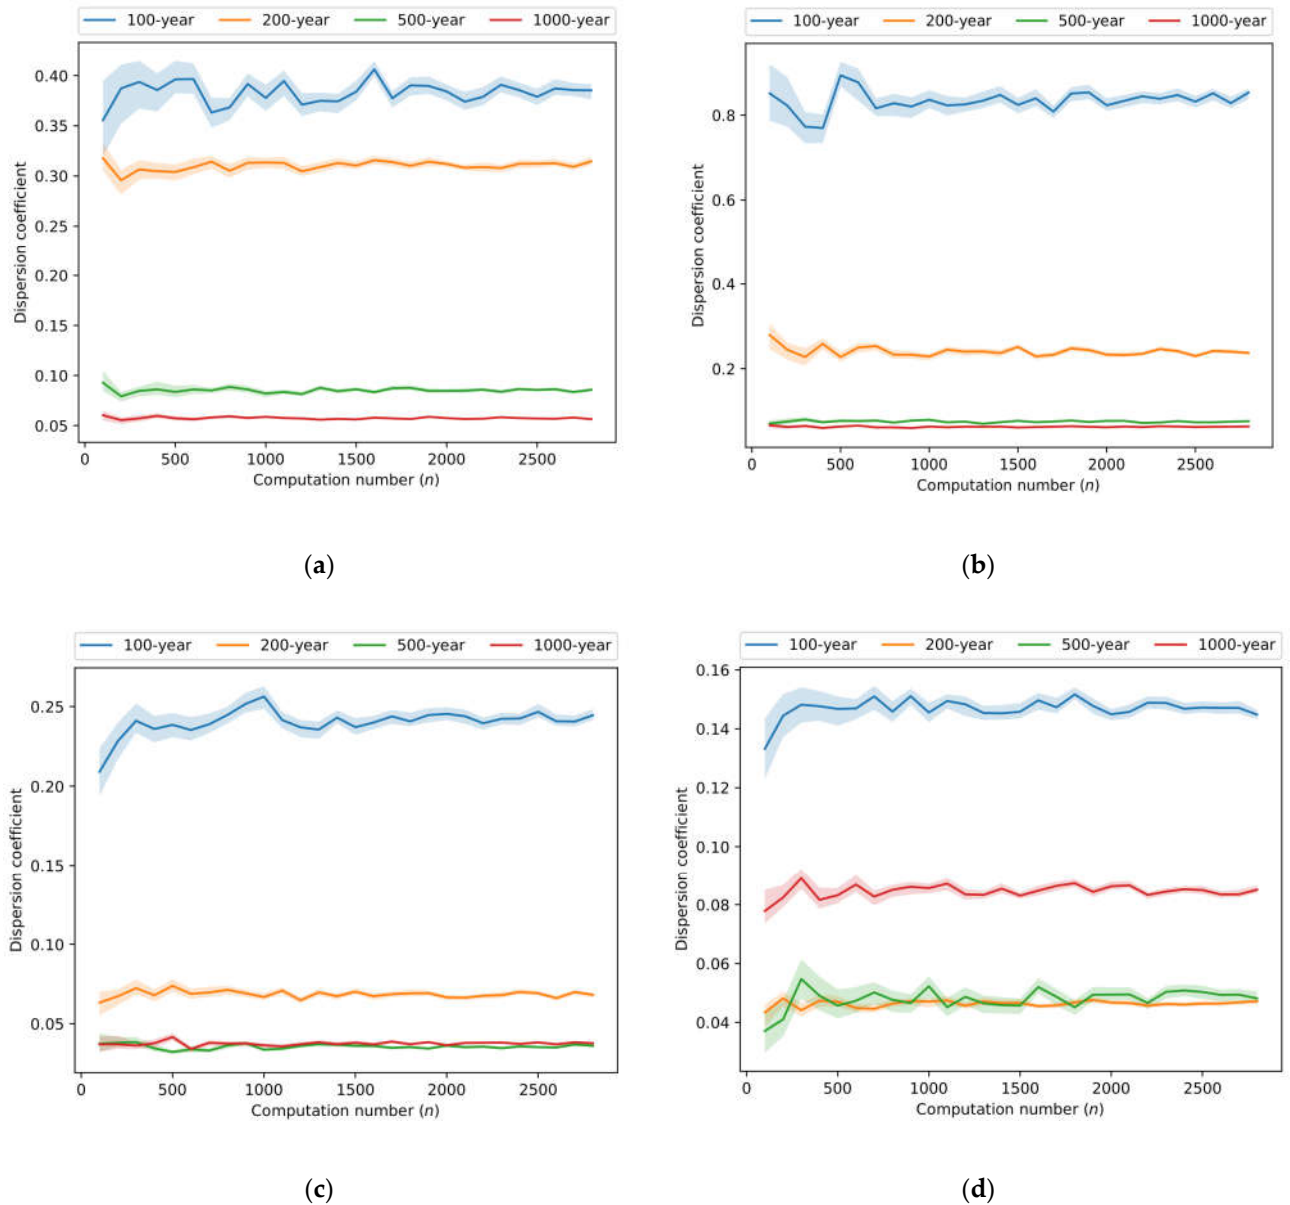 100-year 200-year 500-year 1000-year
0.40
0.35
0.30
0.25
0.20
0.15
0.10
0.05
Dispersion coefficient
0 500 1000 1500 2000 2500
Computation number (n)
(a)
100-year 200-year 500-year 1000-year
0.8
0.6
0.4
0.2
Dispersion coefficient
0 500 1000 1500 2000 2500
Computation number (n)
(b)
100-year 200-year 500-year 1000-year
0.25
0.20
0.15
0.10
0.05
Dispersion coefficient
0 500 1000 1500 2000 2500
Computation number (n)
(c)
100-year 200-year 500-year 1000-year
0.16
0.14
0.12
0.10
0.08
0.06
0.04
Dispersion coefficient
0 500 1000 1500 2000 2500
Computation number (n)
(d)